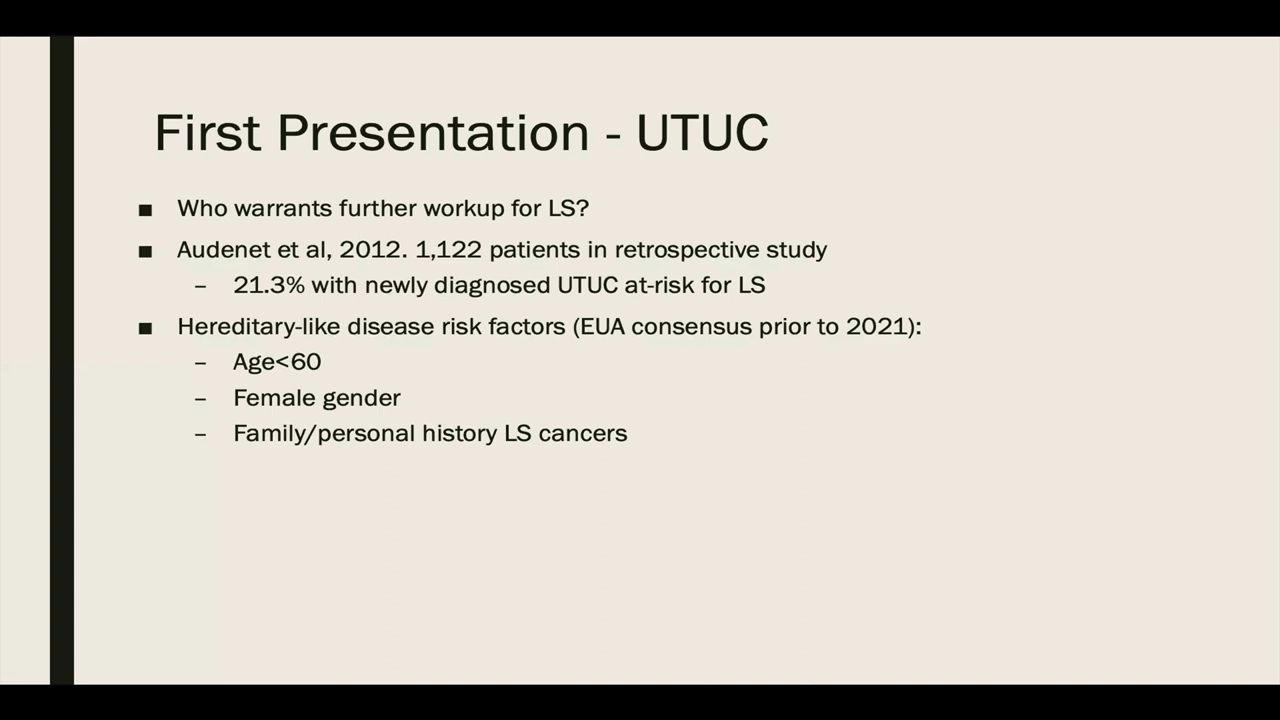 First Presentation - UTUC
■ Who warrants further workup for LS?
■ Audenet et al, 2012. 1,122 patients in retrospective study
– 21.3% with newly diagnosed UTUC at-risk for LS
■ Hereditary-like disease risk factors (EUA consensus prior to 2021):
– Age<60
– Female gender
– Family/personal history LS cancers